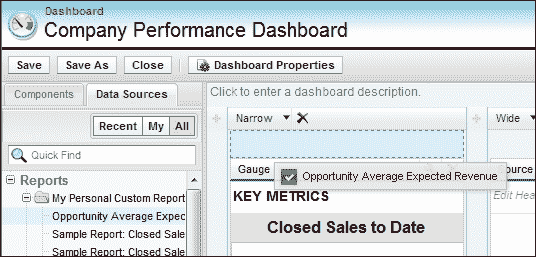 Dashboard
Company Performance Dashboard
Save Save As Close Dashboard Properties
Components Data Sources
Click to enter a dashboard description.
Recent My All
Narrow
Wide
Quick Find
Gauge
Opportunity Average Expected Revenue
Reports
My Personal Custom Report
KEY METRICS
Edit Hea
Opportunity Average Expec
Sample Report: Closed Sale
Closed Sales to Date
Sample Report: Closed Sale